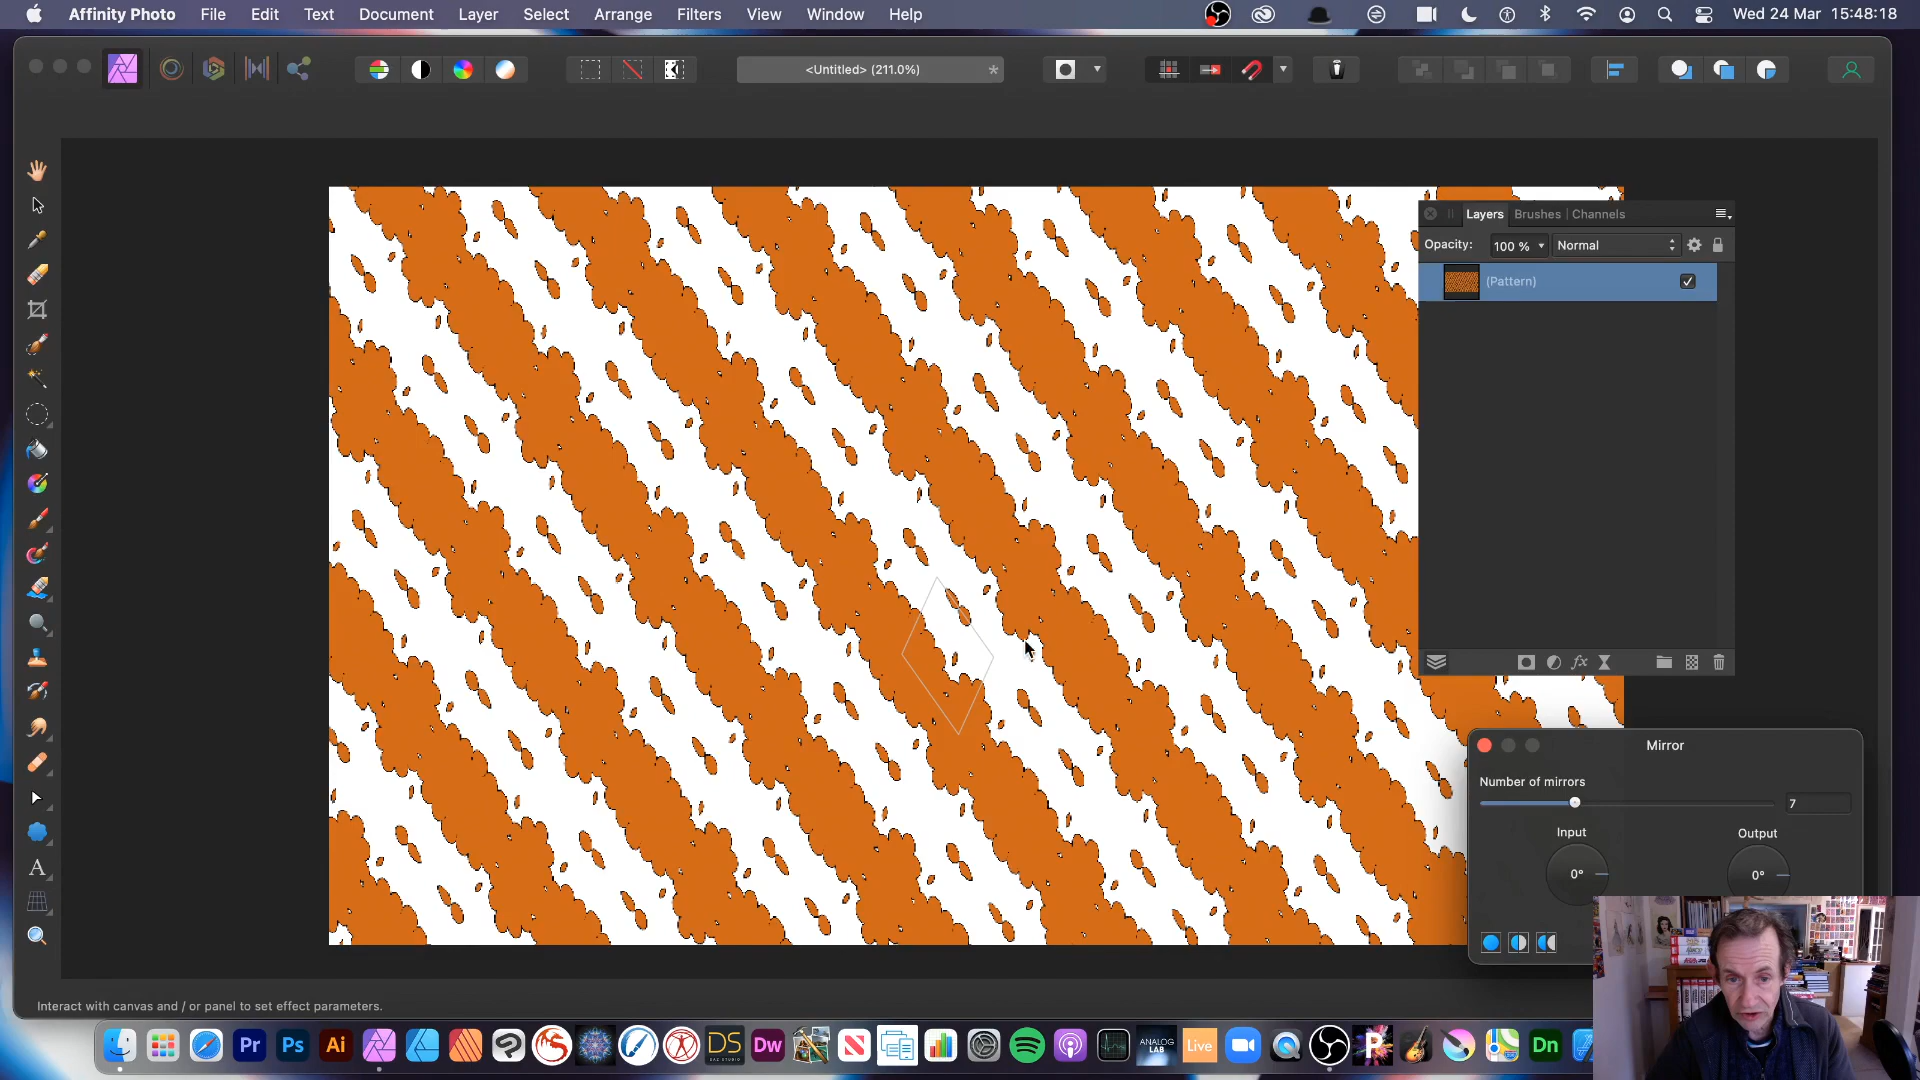 Affinity Photo File Edit Text Document Layer Select Arrange Filters View Window Help Wed 24 Mar 15:48:18
<Untitled> (211.0%) *
Layers Brushes Channels
Opacity: 100 % Normal
(Pattern)
Mirror
Number of mirrors
7
Input Output
0° 0°
Interact with canvas and / or panel to set effect parameters.
Pr Ps Ai DS Dw ANALOG LAB Live Dn